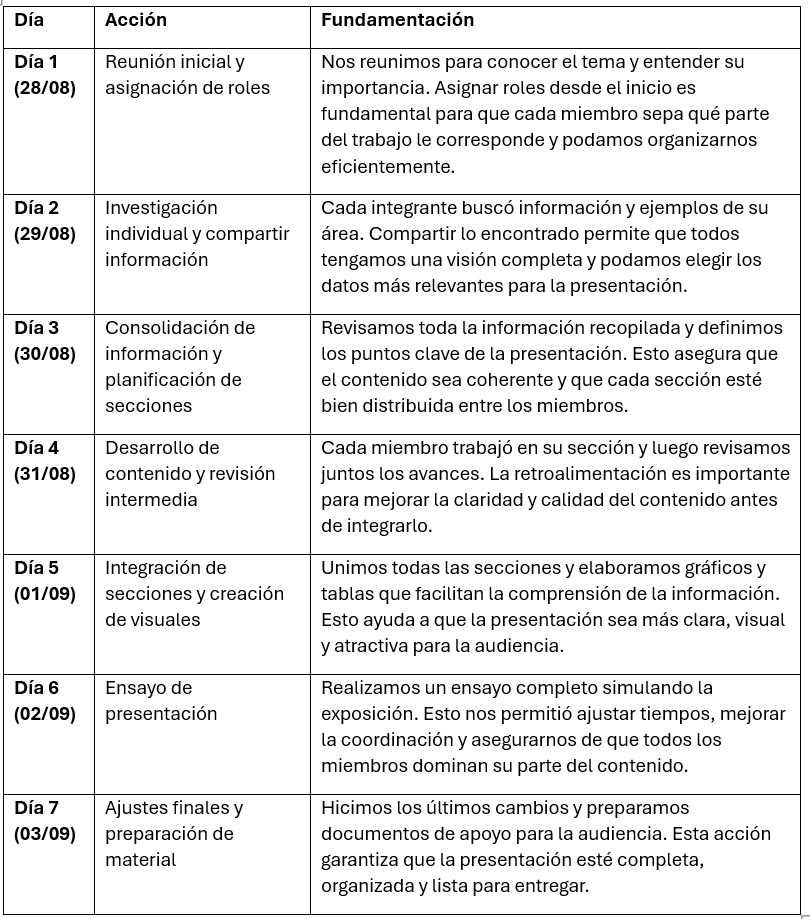 Día Acción Fundamentación
Día 1
(28/08)
Reunión inicial y
asignación de roles
Nos reunimos para conocer el tema y entender su
importancia. Asignar roles desde el inicio es
fundamental para que cada miembro sepa qué parte
del trabajo le corresponde y podamos organizarnos
eficientemente.
Día 2
(29/08)
Investigación
individual y compartir
información
Cada integrante buscó información y ejemplos de su
área. Compartir lo encontrado permite que todos
tengamos una visión completa y podamos elegir los
datos más relevantes para la presentación.
Día 3
(30/08)
Consolidación de
información y
planificación de
secciones
Revisamos toda la información recopilada y definimos
los puntos clave de la presentación. Esto asegura que
el contenido sea coherente y que cada sección esté
bien distribuida entre los miembros.
Día 4
(31/08)
Desarrollo de
contenido y revisión
intermedia
Cada miembro trabajó en su sección y luego revisamos
juntos los avances. La retroalimentación es importante
para mejorar la claridad y calidad del contenido antes
de integrarlo.
Día 5
(01/09)
Integración de
secciones y creación
de visuales
Unimos todas las secciones y elaboramos gráficos y
tablas que facilitan la comprensión de la información.
Esto ayuda a que la presentación sea más clara, visual
y atractiva para la audiencia.
Día 6
(02/09)
Ensayo de
presentación
Realizamos un ensayo completo simulando la
exposición. Esto nos permitió ajustar tiempos, mejorar
la coordinación y asegurarnos de que todos los
miembros dominan su parte del contenido.
Día 7
(03/09)
Ajustes finales y
preparación de
material
Hicimos los últimos cambios y preparamos
documentos de apoyo para la audiencia. Esta acción
garantiza que la presentación esté completa,
organizada y lista para entregar.